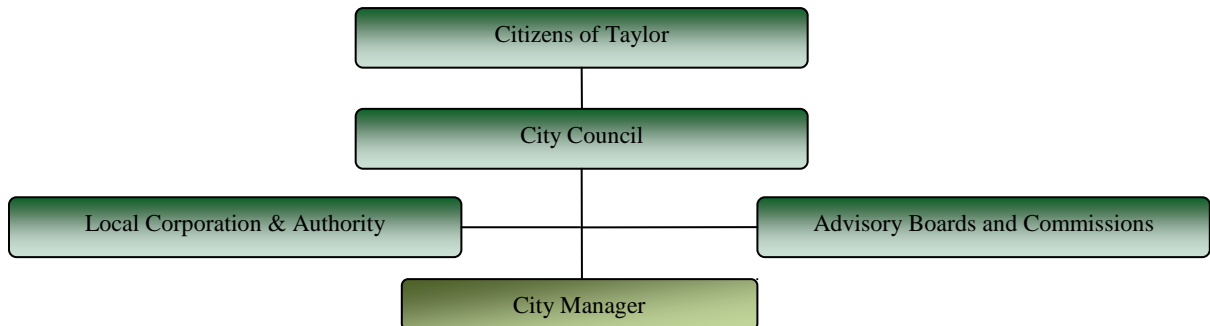 Citizens of Taylor
City Council
Local Corporation & Authority
Advisory Boards and Commissions
City Manager